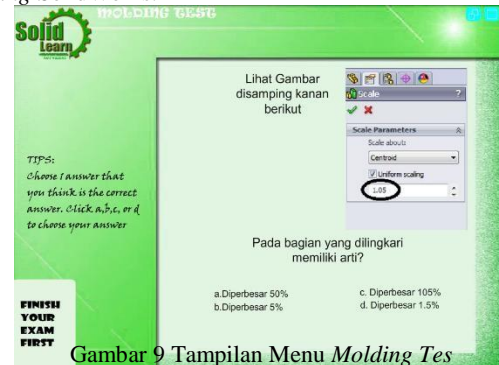 MOLDING TEST
Solid
Learn
Lihat Gambar
disamping kanan
berikut
Scale
?
Scale Parameters
Scale about:
Centroid
Uniform scaling
1.05
TIPS:
Choose 1 answer that
you think is the correct
answer. Click a,b,c, or d
to choose your answer
Pada bagian yang dilingkari
memiliki arti?
a.Diperbesar 50%
c. Diperbesar 105%
b.Diperbesar 5%
d. Diperbesar 1.5%
FINISH
YOUR
EXAM
FIRST
Gambar 9 Tampilan Menu Molding Tes